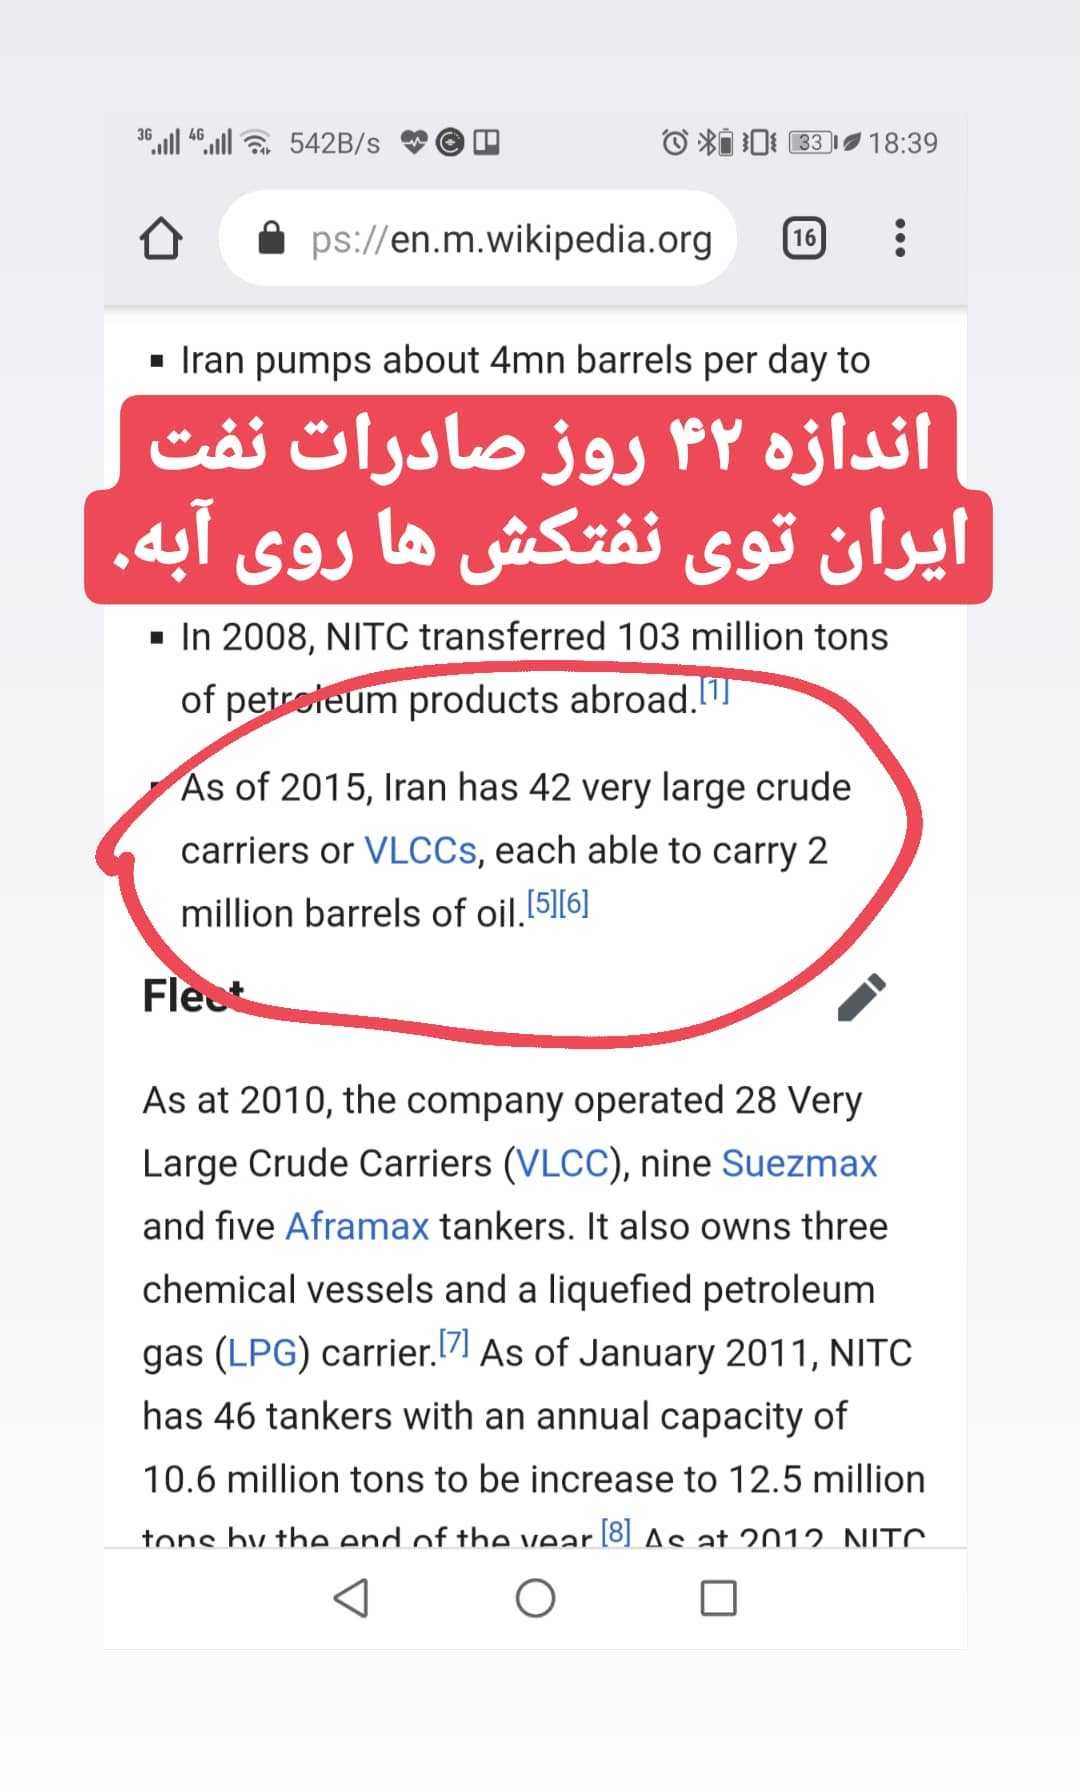 3G 4G 542B/s 33 18:39
ps://en.m.wikipedia.org 16
▪ Iran pumps about 4mn barrels per day to
اندازه ۴۲ روز صادرات نفت
ایران توی نفتکش ها روی آبه.
▪ In 2008, NITC transferred 103 million tons
of petroleum products abroad.[1]
As of 2015, Iran has 42 very large crude
carriers or VLCCs, each able to carry 2
million barrels of oil.[5][6]
Fleet
As at 2010, the company operated 28 Very
Large Crude Carriers (VLCC), nine Suezmax
and five Aframax tankers. It also owns three
chemical vessels and a liquefied petroleum
gas (LPG) carrier.[7] As of January 2011, NITC
has 46 tankers with an annual capacity of
10.6 million tons to be increase to 12.5 million
tons by the end of the year.[8] As at 2012, NITC